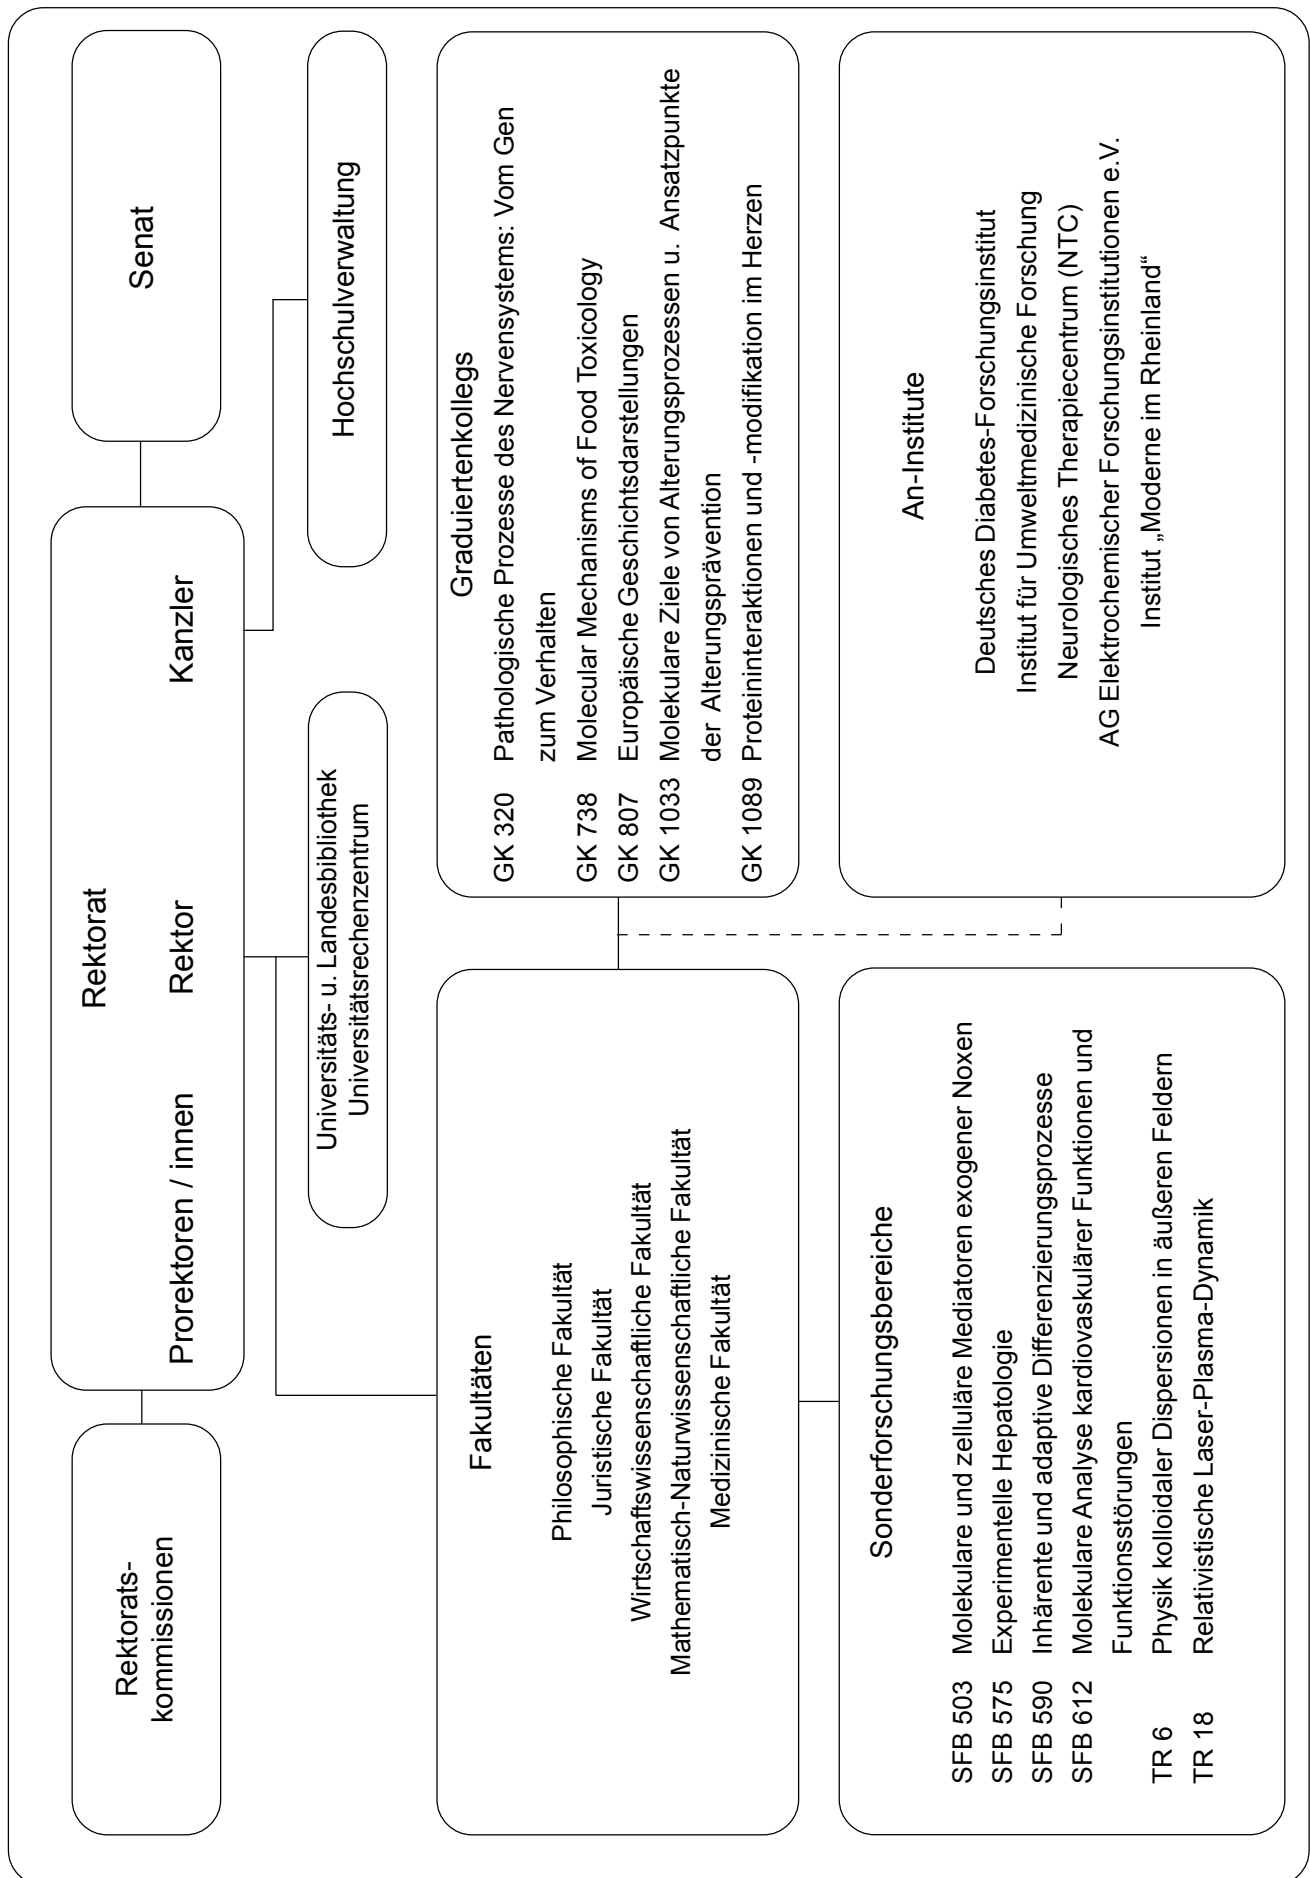 Rektorats-
kommissionen
Rektorat
Prorektoren / innen
Rektor
Kanzler
Senat
Universitäts- u. Landesbibliothek
Universitätsrechenzentrum
Hochschulverwaltung
Fakultäten
Philosophische Fakultät
Juristische Fakultät
Wirtschaftswissenschaftliche Fakultät
Mathematisch-Naturwissenschaftliche Fakultät
Medizinische Fakultät
Graduiertenkollegs
GK 320 Pathologische Prozesse des Nervensystems: Vom Gen
zum Verhalten
GK 738 Molecular Mechanisms of Food Toxicology
GK 807 Europäische Geschichtsdarstellungen
GK 1033 Molekulare Ziele von Alterungsprozessen u. Ansatzpunkte
der Alterungsprävention
GK 1089 Proteininteraktionen und -modifikation im Herzen
Sonderforschungsbereiche
SFB 503 Molekulare und zelluläre Mediatoren exogener Noxen
SFB 575 Experimentelle Hepatologie
SFB 590 Inhärente und adaptive Differenzierungsprozesse
SFB 612 Molekulare Analyse kardiovaskulärer Funktionen und
Funktionsstörungen
TR 6 Physik kolloidaler Dispersionen in äußeren Feldern
TR 18 Relativistische Laser-Plasma-Dynamik
An-Institute
Deutsches Diabetes-Forschungsinstitut
Institut für Umweltmedizinische Forschung
Neurologisches Therapiecentrum (NTC)
AG Elektrochemischer Forschungsinstitutionen e.V.
Institut „Moderne im Rheinland“